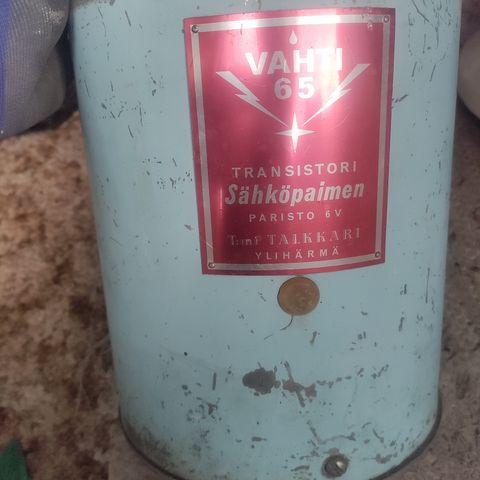 VAHTI
65
TRANSISTORI
Sähköpaimen
PARISTO 6V
T:mi TALKKARI
YLIHÄRMÄ